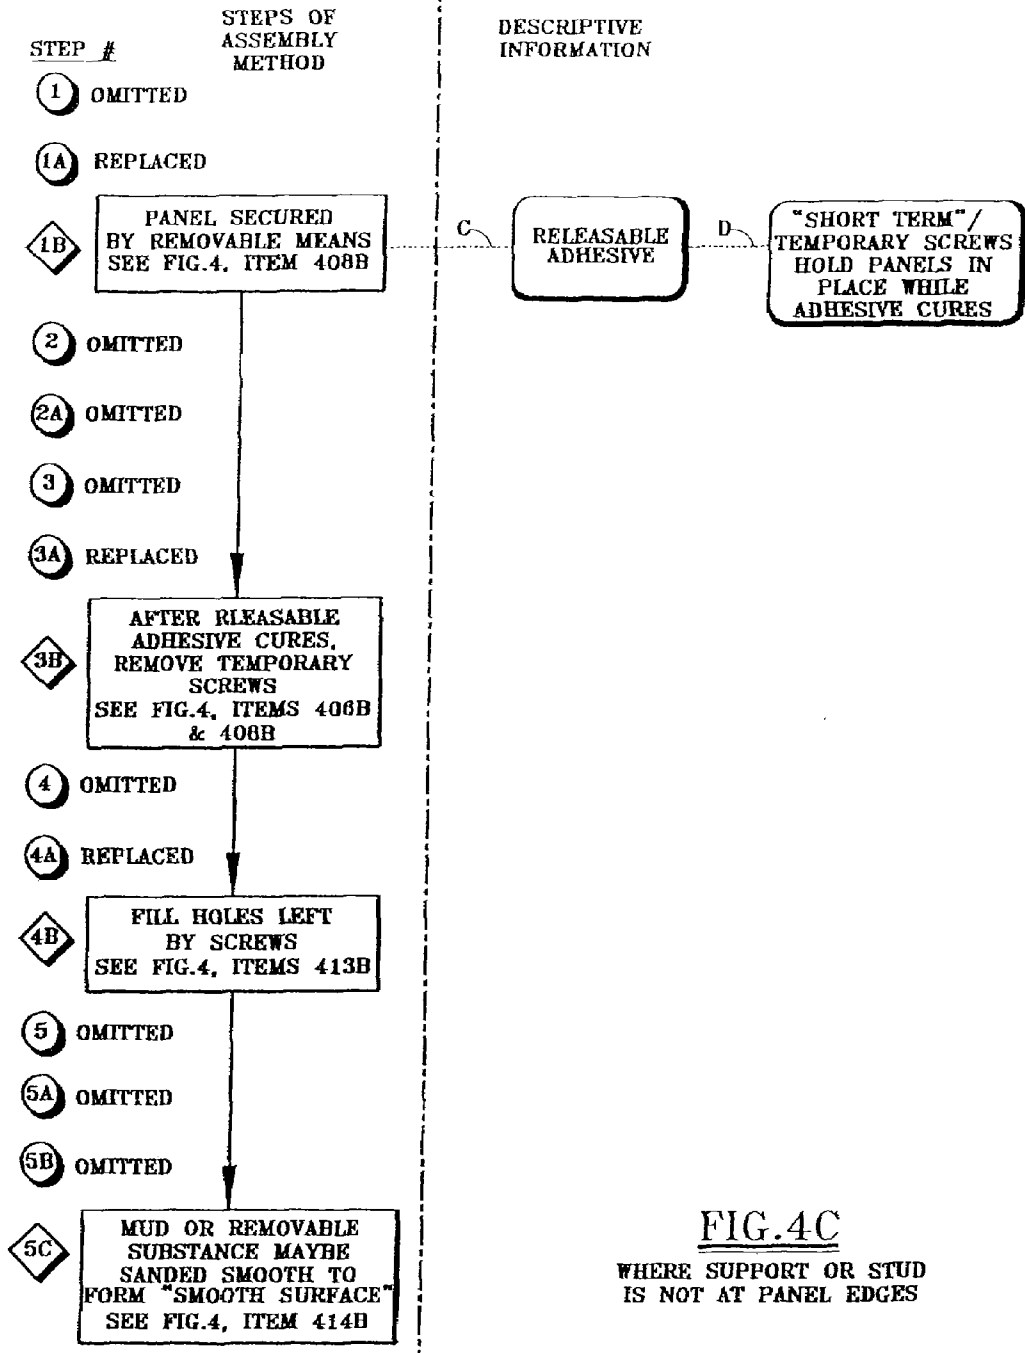 STEP #
STEPS OF
ASSEMBLY
METHOD
DESCRIPTIVE
INFORMATION
1 OMITTED
1A REPLACED
1B
PANEL SECURED
BY REMOVABLE MEANS
SEE FIG.4, ITEM 408B
C
RELEASABLE
ADHESIVE
D
"SHORT TERM"/
TEMPORARY SCREWS
HOLD PANELS IN
PLACE WHILE
ADHESIVE CURES
2 OMITTED
2A OMITTED
3 OMITTED
3A REPLACED
3B
AFTER RLEASABLE
ADHESIVE CURES,
REMOVE TEMPORARY
SCREWS
SEE FIG.4, ITEMS 406B
& 408B
4 OMITTED
4A REPLACED
4B
FILL HOLES LEFT
BY SCREWS
SEE FIG.4, ITEMS 413B
5 OMITTED
5A OMITTED
5B OMITTED
5C
MUD OR REMOVABLE
SUBSTANCE MAYBE
SANDED SMOOTH TO
FORM "SMOOTH SURFACE"
SEE FIG.4, ITEM 414B
FIG.4C
WHERE SUPPORT OR STUD
IS NOT AT PANEL EDGES